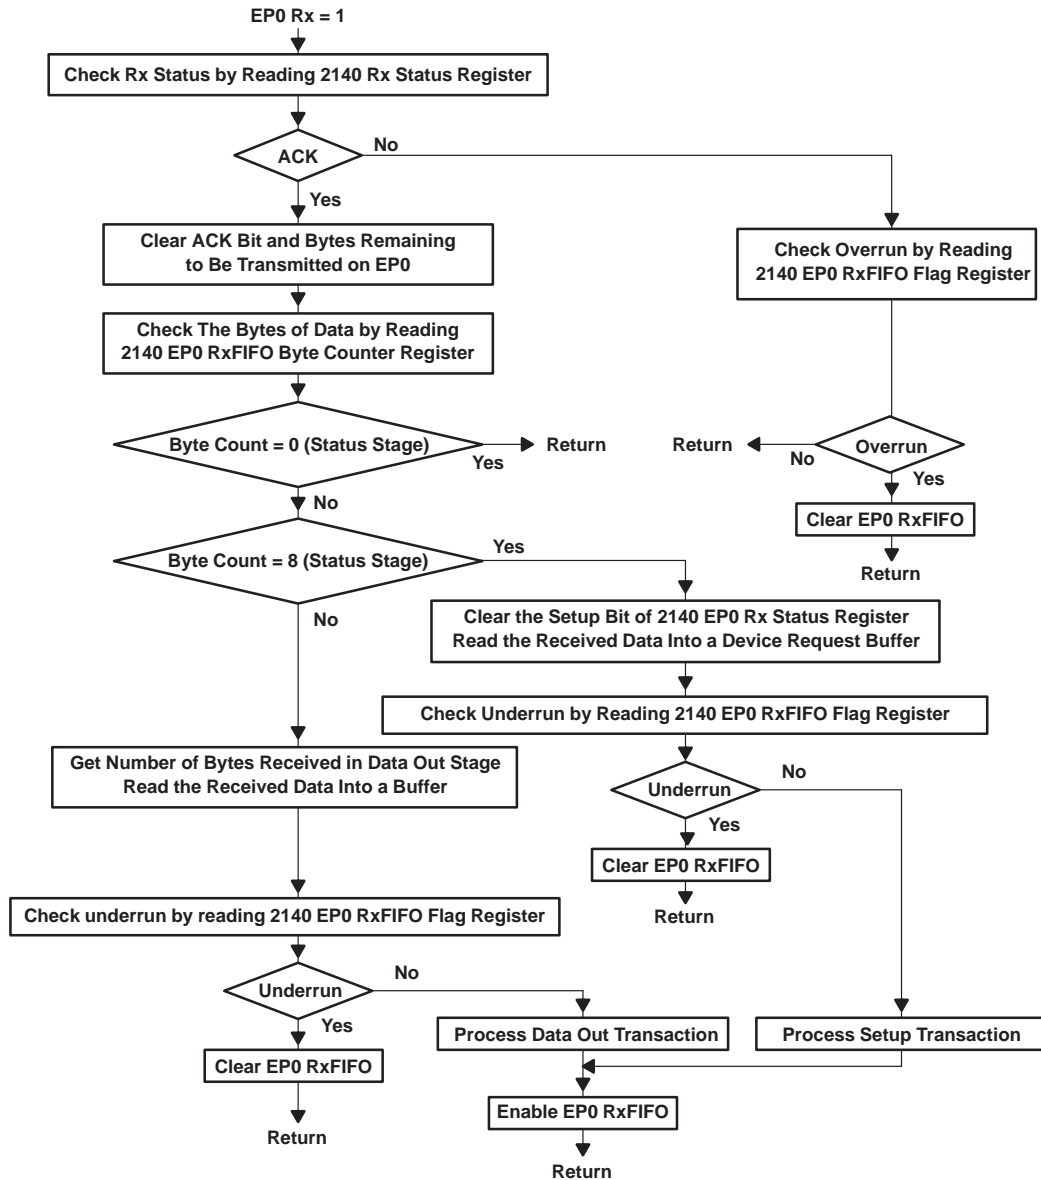 EP0 Rx = 1
Check Rx Status by Reading 2140 Rx Status Register
ACK
No
Yes
Clear ACK Bit and Bytes Remaining
to Be Transmitted on EP0
Check Overrun by Reading
2140 EP0 RxFIFO Flag Register
Check The Bytes of Data by Reading
2140 EP0 RxFIFO Byte Counter Register
Byte Count = 0 (Status Stage)
Yes
Return
Return
No
Overrun
Yes
No
Clear EP0 RxFIFO
Return
Byte Count = 8 (Status Stage)
Yes
No
Clear the Setup Bit of 2140 EP0 Rx Status Register
Read the Received Data Into a Device Request Buffer
Check Underrun by Reading 2140 EP0 RxFIFO Flag Register
Get Number of Bytes Received in Data Out Stage
Read the Received Data Into a Buffer
Underrun
No
Yes
Clear EP0 RxFIFO
Return
Check underrun by reading 2140 EP0 RxFIFO Flag Register
Underrun
No
Yes
Process Data Out Transaction
Process Setup Transaction
Clear EP0 RxFIFO
Enable EP0 RxFIFO
Return
Return